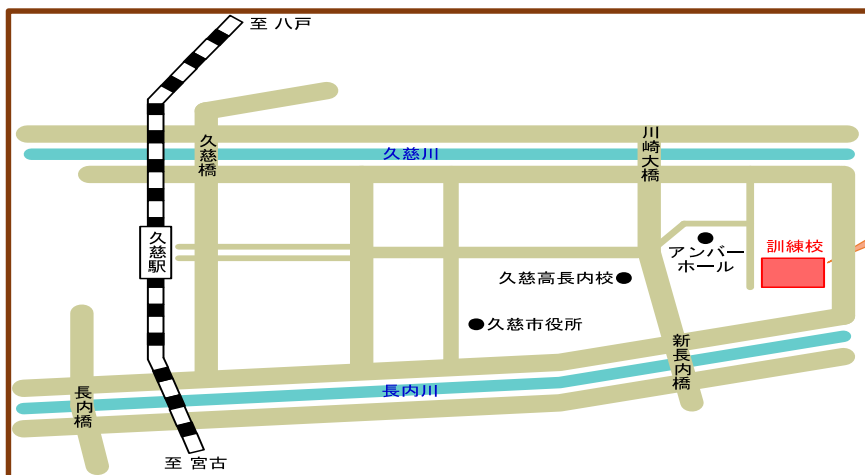 至 八戸
久慈橋
川崎大橋
久慈川
久慈駅
アンバー
ホール
訓練校
久慈高長内校
久慈市役所
新長内橋
長内川
長内橋
至 宮古